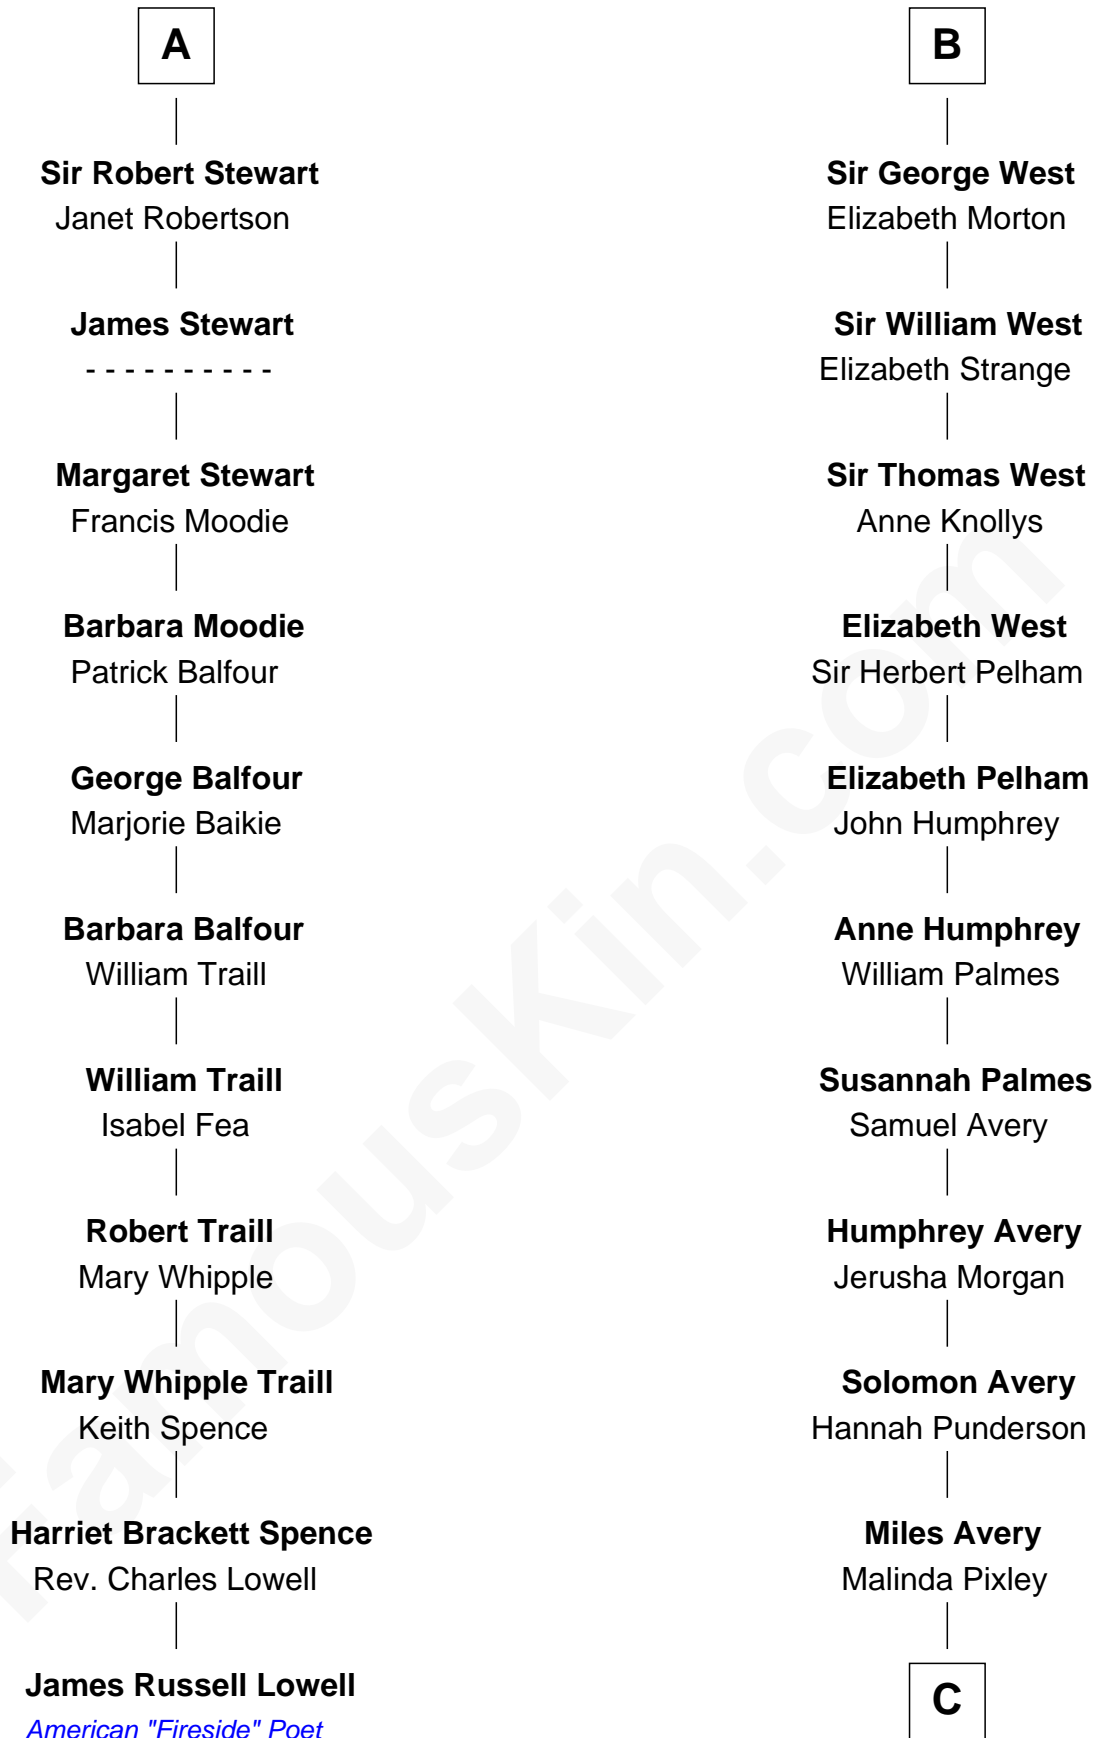 A
Sir Robert Stewart
Janet Robertson
James Stewart
- - - - - - - - - -
Margaret Stewart
Francis Moodie
Barbara Moodie
Patrick Balfour
George Balfour
Marjorie Baikie
Barbara Balfour
William Traill
William Traill
Isabel Fea
Robert Traill
Mary Whipple
Mary Whipple Traill
Keith Spence
Harriet Brackett Spence
Rev. Charles Lowell
James Russell Lowell
American "Fireside" Poet
B
Sir George West
Elizabeth Morton
Sir William West
Elizabeth Strange
Sir Thomas West
Anne Knollys
Elizabeth West
Sir Herbert Pelham
Elizabeth Pelham
John Humphrey
Anne Humphrey
William Palmes
Susannah Palmes
Samuel Avery
Humphrey Avery
Jerusha Morgan
Solomon Avery
Hannah Punderson
Miles Avery
Malinda Pixley
C
famouskin.com